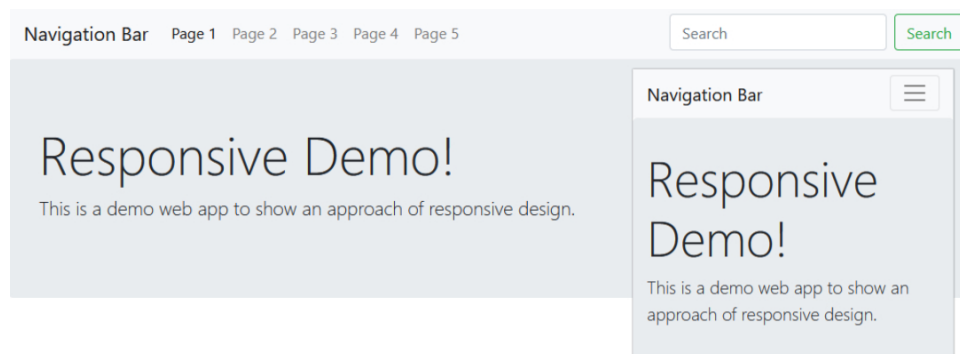 Navigation Bar Page 1 Page 2 Page 3 Page 4 Page 5 Search Search
Responsive Demo!
This is a demo web app to show an approach of responsive design.
Navigation Bar
Responsive
Demo!
This is a demo web app to show an
approach of responsive design.